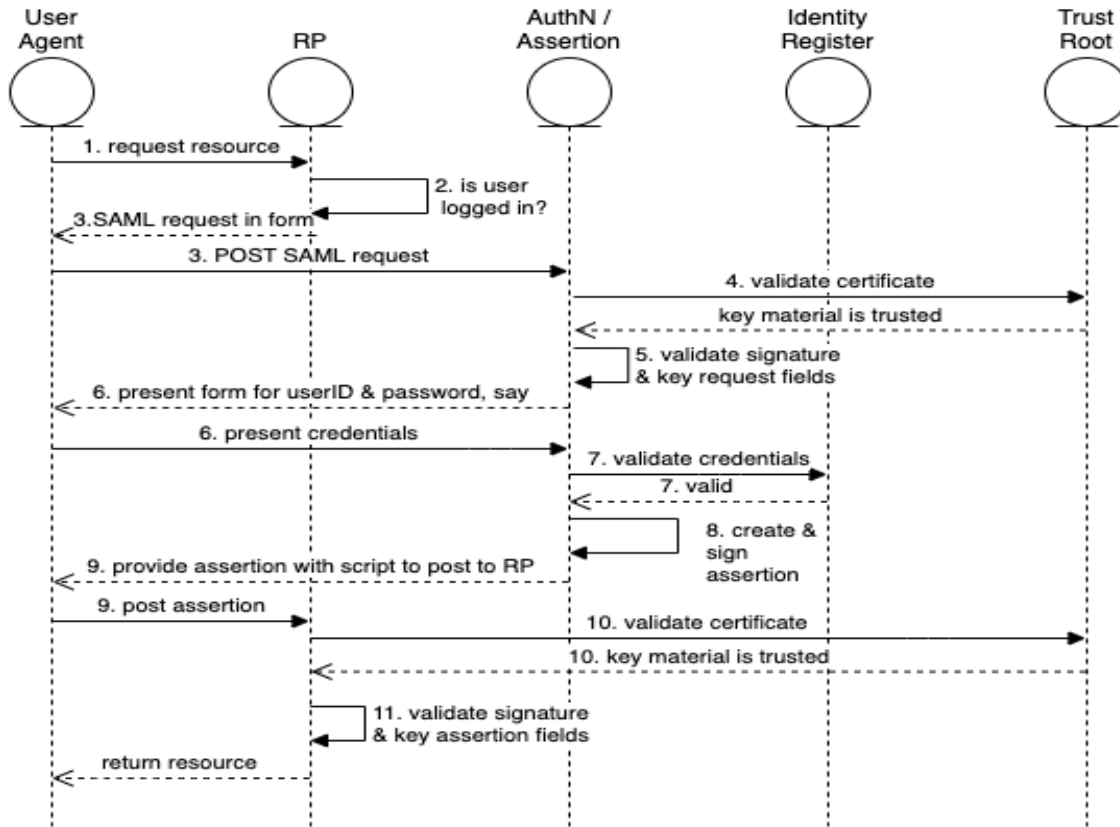 User
Agent
RP
AuthN /
Assertion
Identity
Register
Trust
Root
1. request resource
2. is user
logged in?
3.SAML request in form
3. POST SAML request
4. validate certificate
key material is trusted
5. validate signature
& key request fields
6. present form for userID & password, say
6. present credentials
7. validate credentials
7. valid
8. create &
sign
assertion
9. provide assertion with script to post to RP
9. post assertion
10. validate certificate
10. key material is trusted
11. validate signature
& key assertion fields
return resource